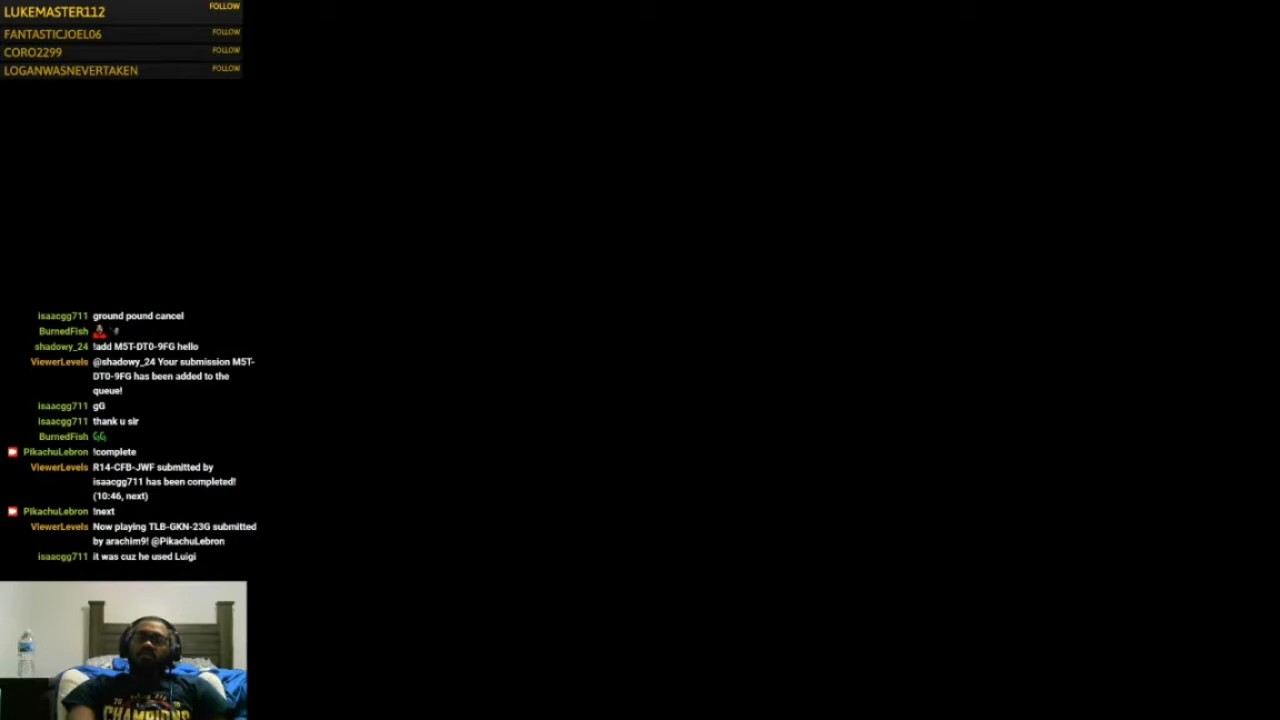 LUKEMASTER112 FOLLOW
FANTASTICJOEL06 FOLLOW
CORO2299 FOLLOW
LOGANWASNEVERTAKEN FOLLOW
isaacgg711 ground pound cancel
BurnedFish
shadowy_24 !add M5T-DT0-9FG hello
ViewerLevels @shadowy_24 Your submission M5T-
DT0-9FG has been added to the
queue!
isaacgg711 gG
isaacgg711 thank u sir
BurnedFish GG
PikachuLebron !complete
ViewerLevels R14-CFB-JWF submitted by
isaacgg711 has been completed!
(10:46, next)
PikachuLebron !next
ViewerLevels Now playing TLB-GKN-23G submitted
by arachim9! @PikachuLebron
isaacgg711 it was cuz he used Luigi
CHAMPIONS